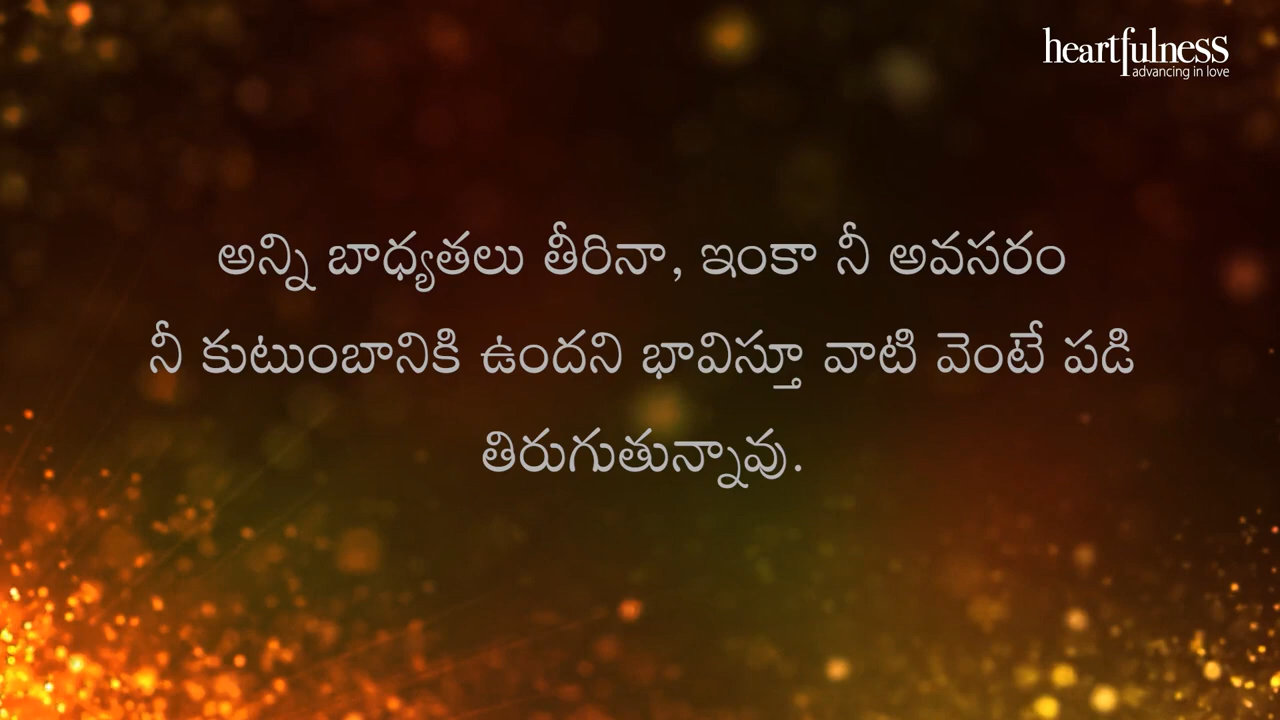 heartfulness
advancing in love
అన్ని బాధ్యతలు తీరినా, ఇంకా నీ అవసరం
నీ కుటుంబానికి ఉందని భావిస్తూ వాటి వెంటే పడి
తిరుగుతున్నావు.